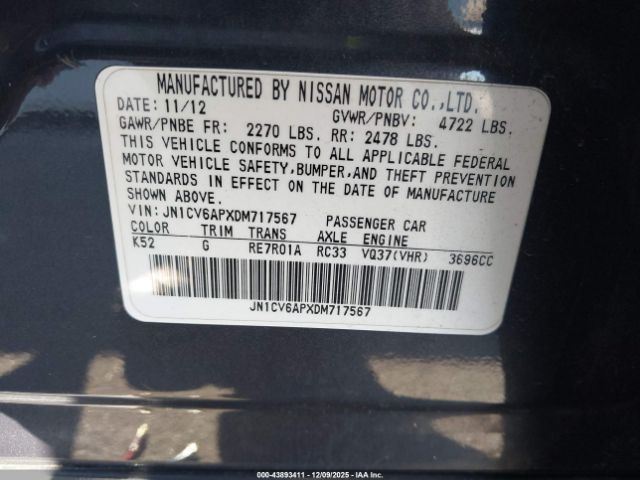 MANUFACTURED BY NISSAN MOTOR CO.,LTD.
DATE: 11/12 GVWR/PNBV: 4722 LBS.
GAWR/PNBE FR: 2270 LBS. RR: 2478 LBS.
THIS VEHICLE CONFORMS TO ALL APPLICABLE FEDERAL
MOTOR VEHICLE SAFETY,BUMPER,AND THEFT PREVENTION
STANDARDS IN EFFECT ON THE DATE OF MANUFACTURE
SHOWN ABOVE.
VIN: JN1CV6APXDM717567 PASSENGER CAR
COLOR TRIM TRANS AXLE ENGINE
K52 G RE7R01A RC33 VQ37(VHR) 3696CC
JN1CV6APXDM717567
000-43893411 - 12/09/2025 - IAA Inc.